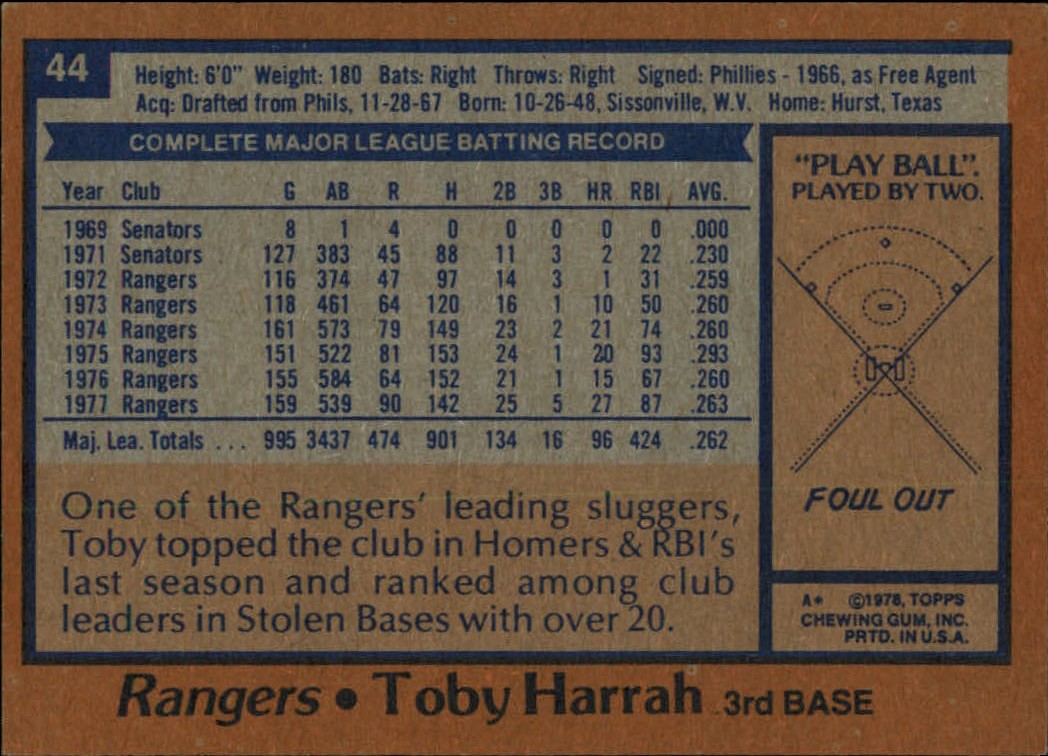 44
Height: 6'0" Weight: 180 Bats: Right Throws: Right Signed: Phillies - 1966, as Free Agent
Acq: Drafted from Phils, 11-28-67 Born: 10-26-48, Sissonville, W.V. Home: Hurst, Texas
COMPLETE MAJOR LEAGUE BATTING RECORD
Year Club G AB R H 2B 3B HR RBI AVG.
1969 Senators 8 1 4 0 0 0 0 0 .000
1971 Senators 127 383 45 88 11 3 2 22 .230
1972 Rangers 116 374 47 97 14 3 1 31 .259
1973 Rangers 118 461 64 120 16 1 10 50 .260
1974 Rangers 161 573 79 149 23 2 21 74 .260
1975 Rangers 151 522 81 153 24 1 20 93 .293
1976 Rangers 155 584 64 152 21 1 15 67 .260
1977 Rangers 159 539 90 142 25 5 27 87 .263
Maj. Lea. Totals ... 995 3437 474 901 134 16 96 424 .262
One of the Rangers' leading sluggers,
Toby topped the club in Homers & RBI's
last season and ranked among club
leaders in Stolen Bases with over 20.
"PLAY BALL".
PLAYED BY TWO.
FOUL OUT
A* ©1978, TOPPS
CHEWING GUM, INC.
PRTD. IN U.S.A.
Rangers • Toby Harrah 3rd BASE